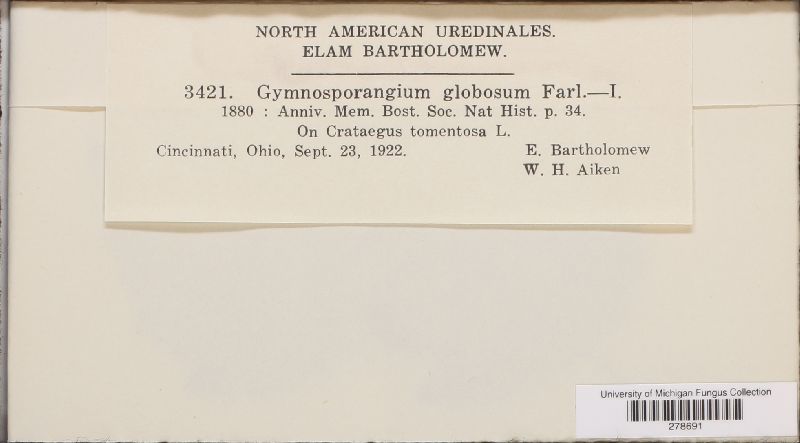 NORTH AMERICAN UREDINALES.
ELAM BARTHOLOMEW.
3421. Gymnosporangium globosum Farl.—I.
1880 : Anniv. Mem. Bost. Soc. Nat Hist. p. 34.
On Crataegus tomentosa L.
Cincinnati, Ohio, Sept. 23, 1922. E. Bartholomew
W. H. Aiken
University of Michigan Fungus Collection
278691